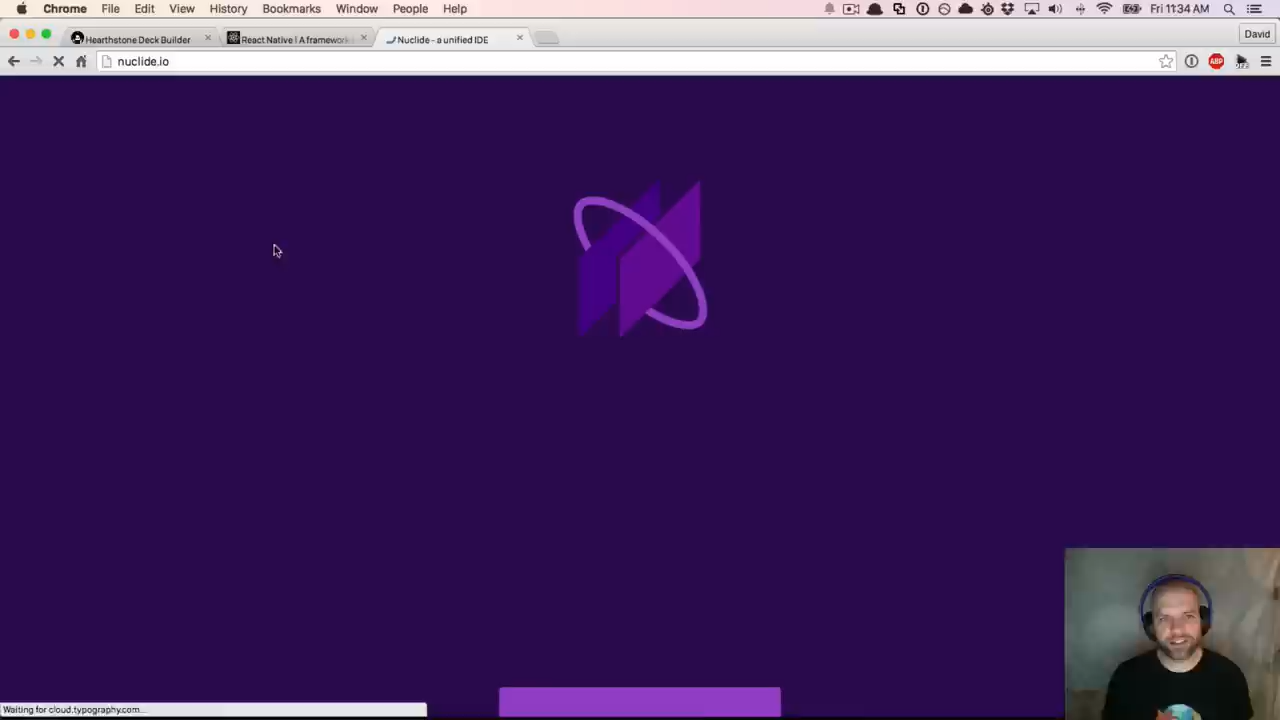 Chrome File Edit View History Bookmarks Window People Help Fri 11:34 AM
Hearthstone Deck Builder React Native | A framework Nuclide - a unified IDE David
nuclide.io ABP
Waiting for cloud.typography.com...